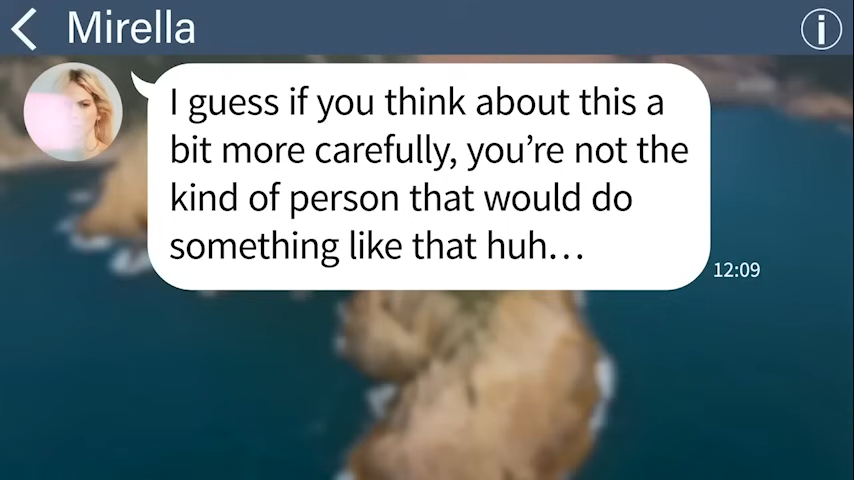 Mirella
I guess if you think about this a
bit more carefully, you’re not the
kind of person that would do
something like that huh…
12:09